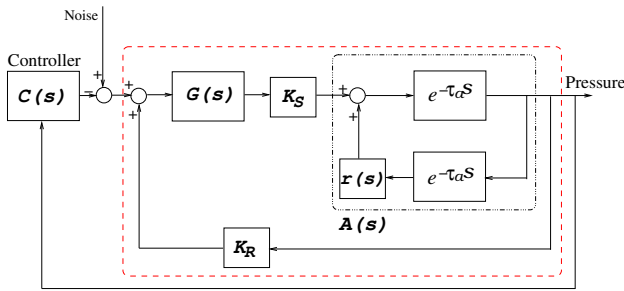 Noise
Controller
C(s)
−
+
+
+
G(s)
K_S
+
+
e^{-τ_a s}
Pressure
r(s)
e^{-τ_a s}
A(s)
K_R